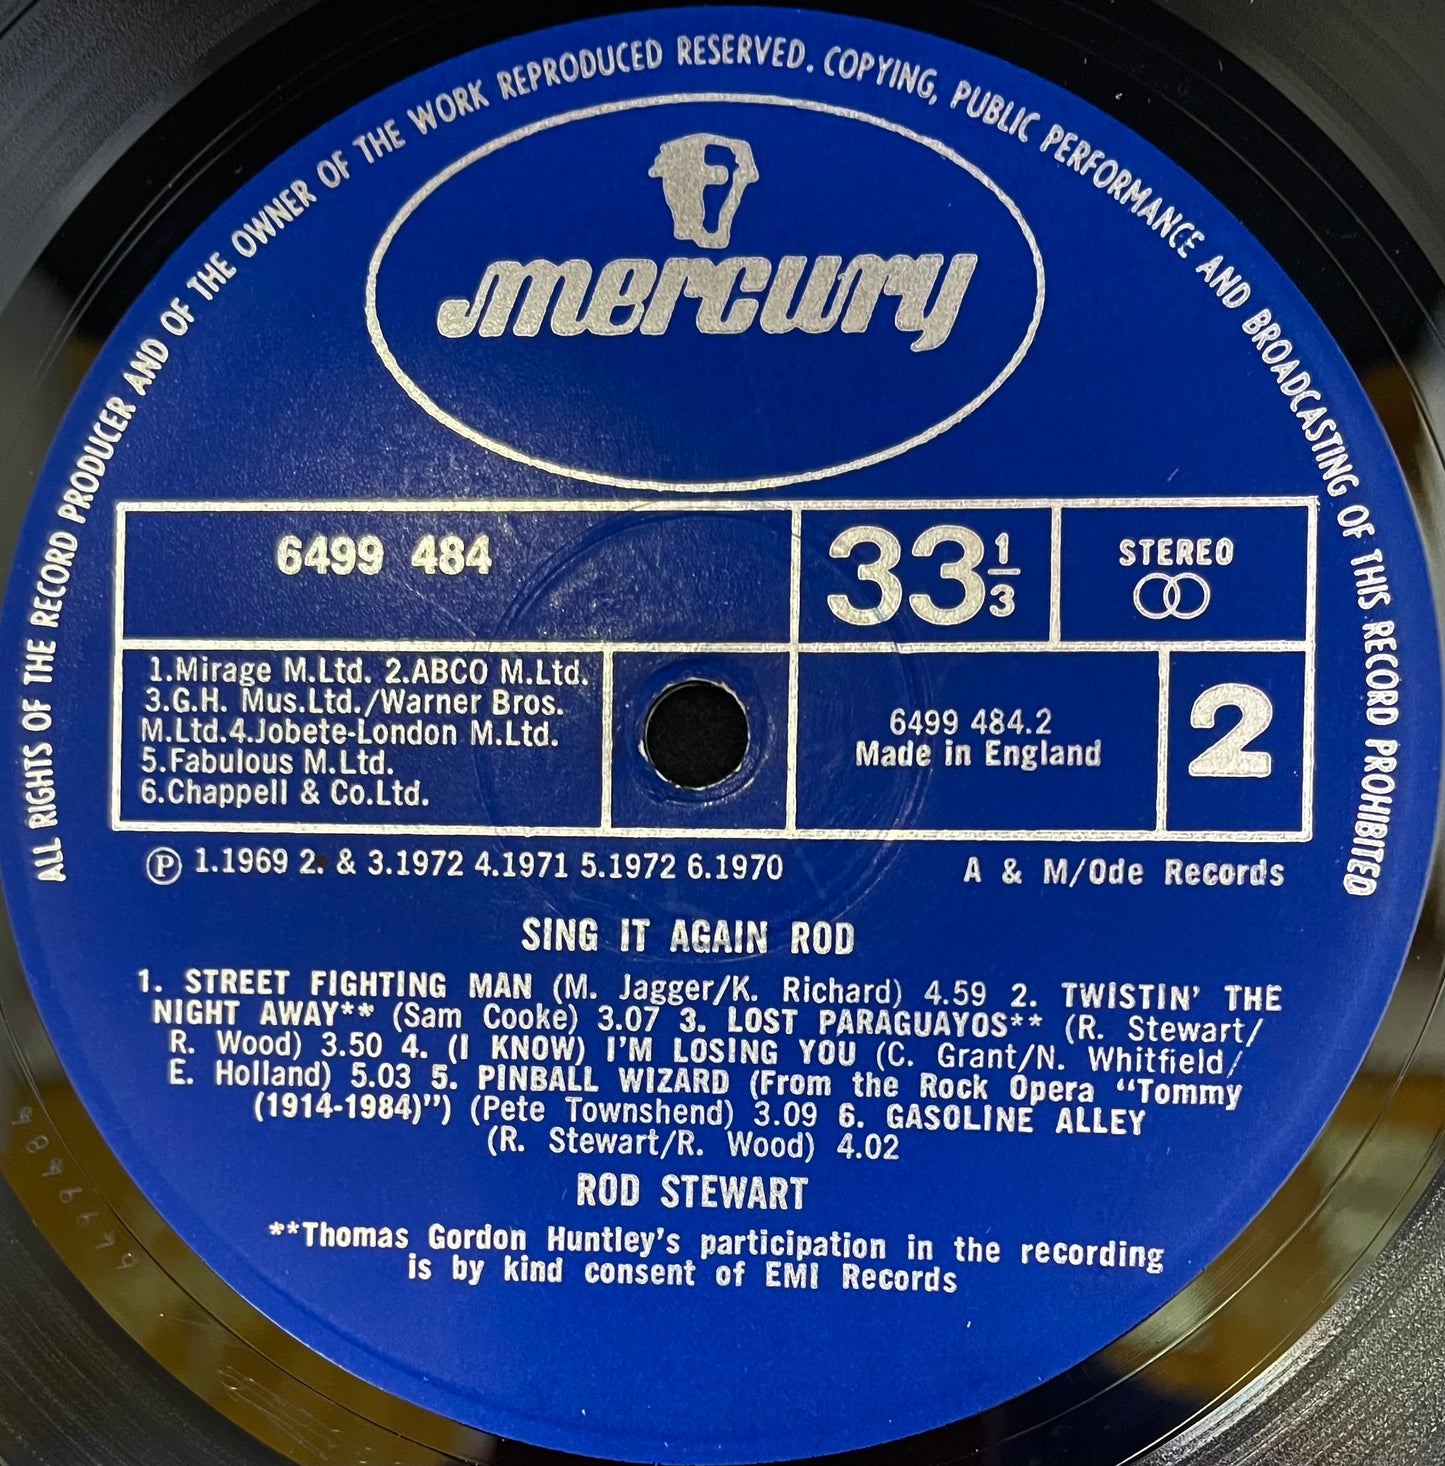 ALL RIGHTS OF THE RECORD PRODUCER AND OF THE OWNER OF THE WORK REPRODUCED RESERVED. COPYING, PUBLIC PERFORMANCE AND BROADCASTING OF THIS RECORD PROHIBITED
mercury
6499 484
33 1/3
STEREO
1.Mirage M.Ltd. 2.ABCO M.Ltd.
3.G.H. Mus.Ltd./Warner Bros.
M.Ltd.4.Jobete-London M.Ltd.
5.Fabulous M.Ltd.
6.Chappell & Co.Ltd.
6499 484.2
Made in England
2
Ⓟ 1.1969 2. & 3.1972 4.1971 5.1972 6.1970
A & M/Ode Records
SING IT AGAIN ROD
1. STREET FIGHTING MAN (M. Jagger/K. Richard) 4.59 2. TWISTIN' THE
NIGHT AWAY** (Sam Cooke) 3.07 3. LOST PARAGUAYOS** (R. Stewart/
R. Wood) 3.50 4. (I KNOW) I'M LOSING YOU (C. Grant/N. Whitfield/
E. Holland) 5.03 5. PINBALL WIZARD (From the Rock Opera "Tommy
(1914-1984)") (Pete Townshend) 3.09 6. GASOLINE ALLEY
(R. Stewart/R. Wood) 4.02
ROD STEWART
**Thomas Gordon Huntley's participation in the recording
is by kind consent of EMI Records